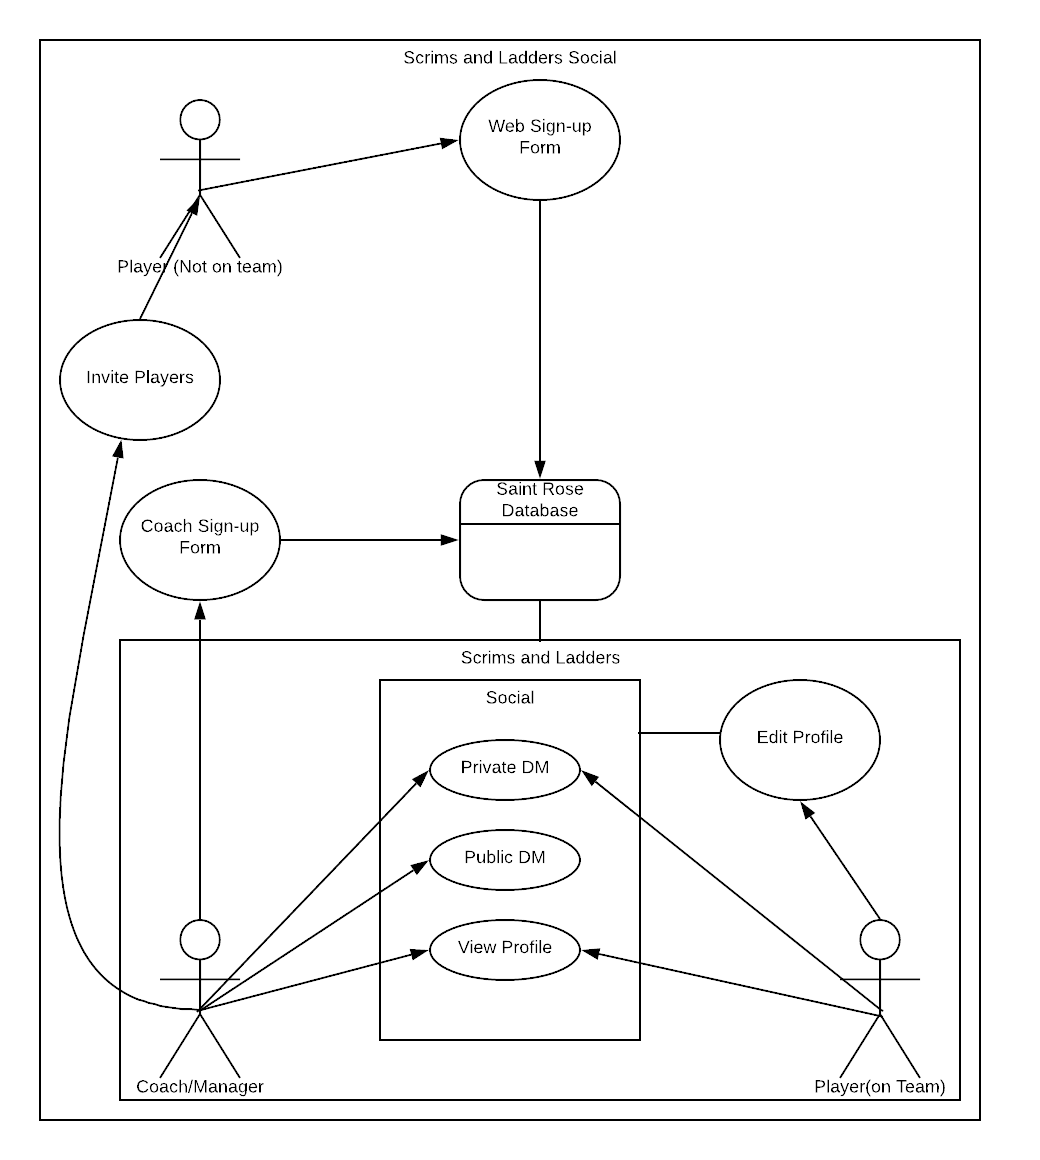 Scrims and Ladders Social
Web Sign-up
Form
Player (Not on team)
Invite Players
Coach Sign-up
Form
Saint Rose
Database
Scrims and Ladders
Social
Edit Profile
Private DM
Public DM
View Profile
Coach/Manager
Player(on Team)